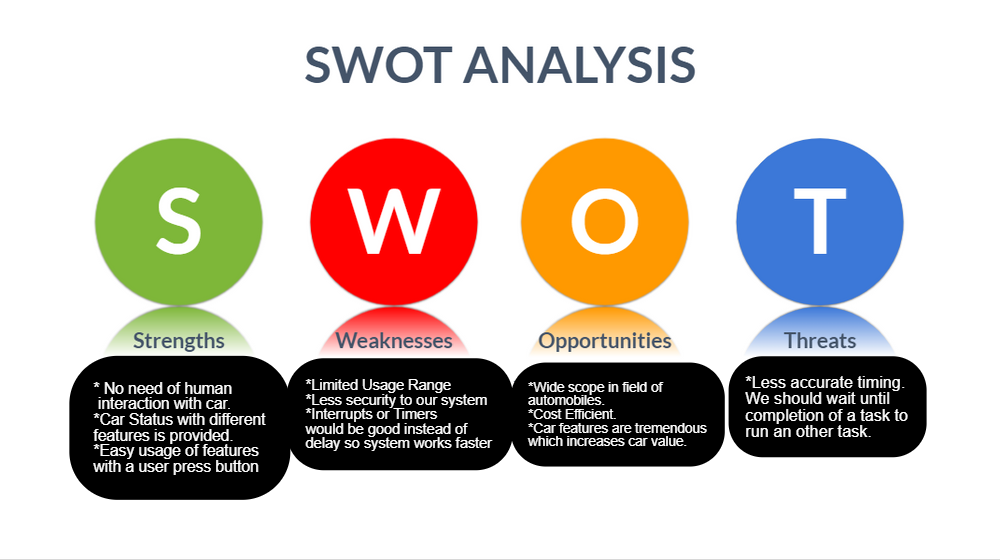 SWOT ANALYSIS
S
W
O
T
Strengths
* No need of human
interaction with car.
*Car Status with different
features is provided.
*Easy usage of features
with a user press button
Weaknesses
*Limited Usage Range
*Less security to our system
*Interrupts or Timers
would be good instead of
delay so system works faster
Opportunities
*Wide scope in field of
automobiles.
*Cost Efficient.
*Car features are tremendous
which increases car value.
Threats
*Less accurate timing.
We should wait until
completion of a task to
run an other task.